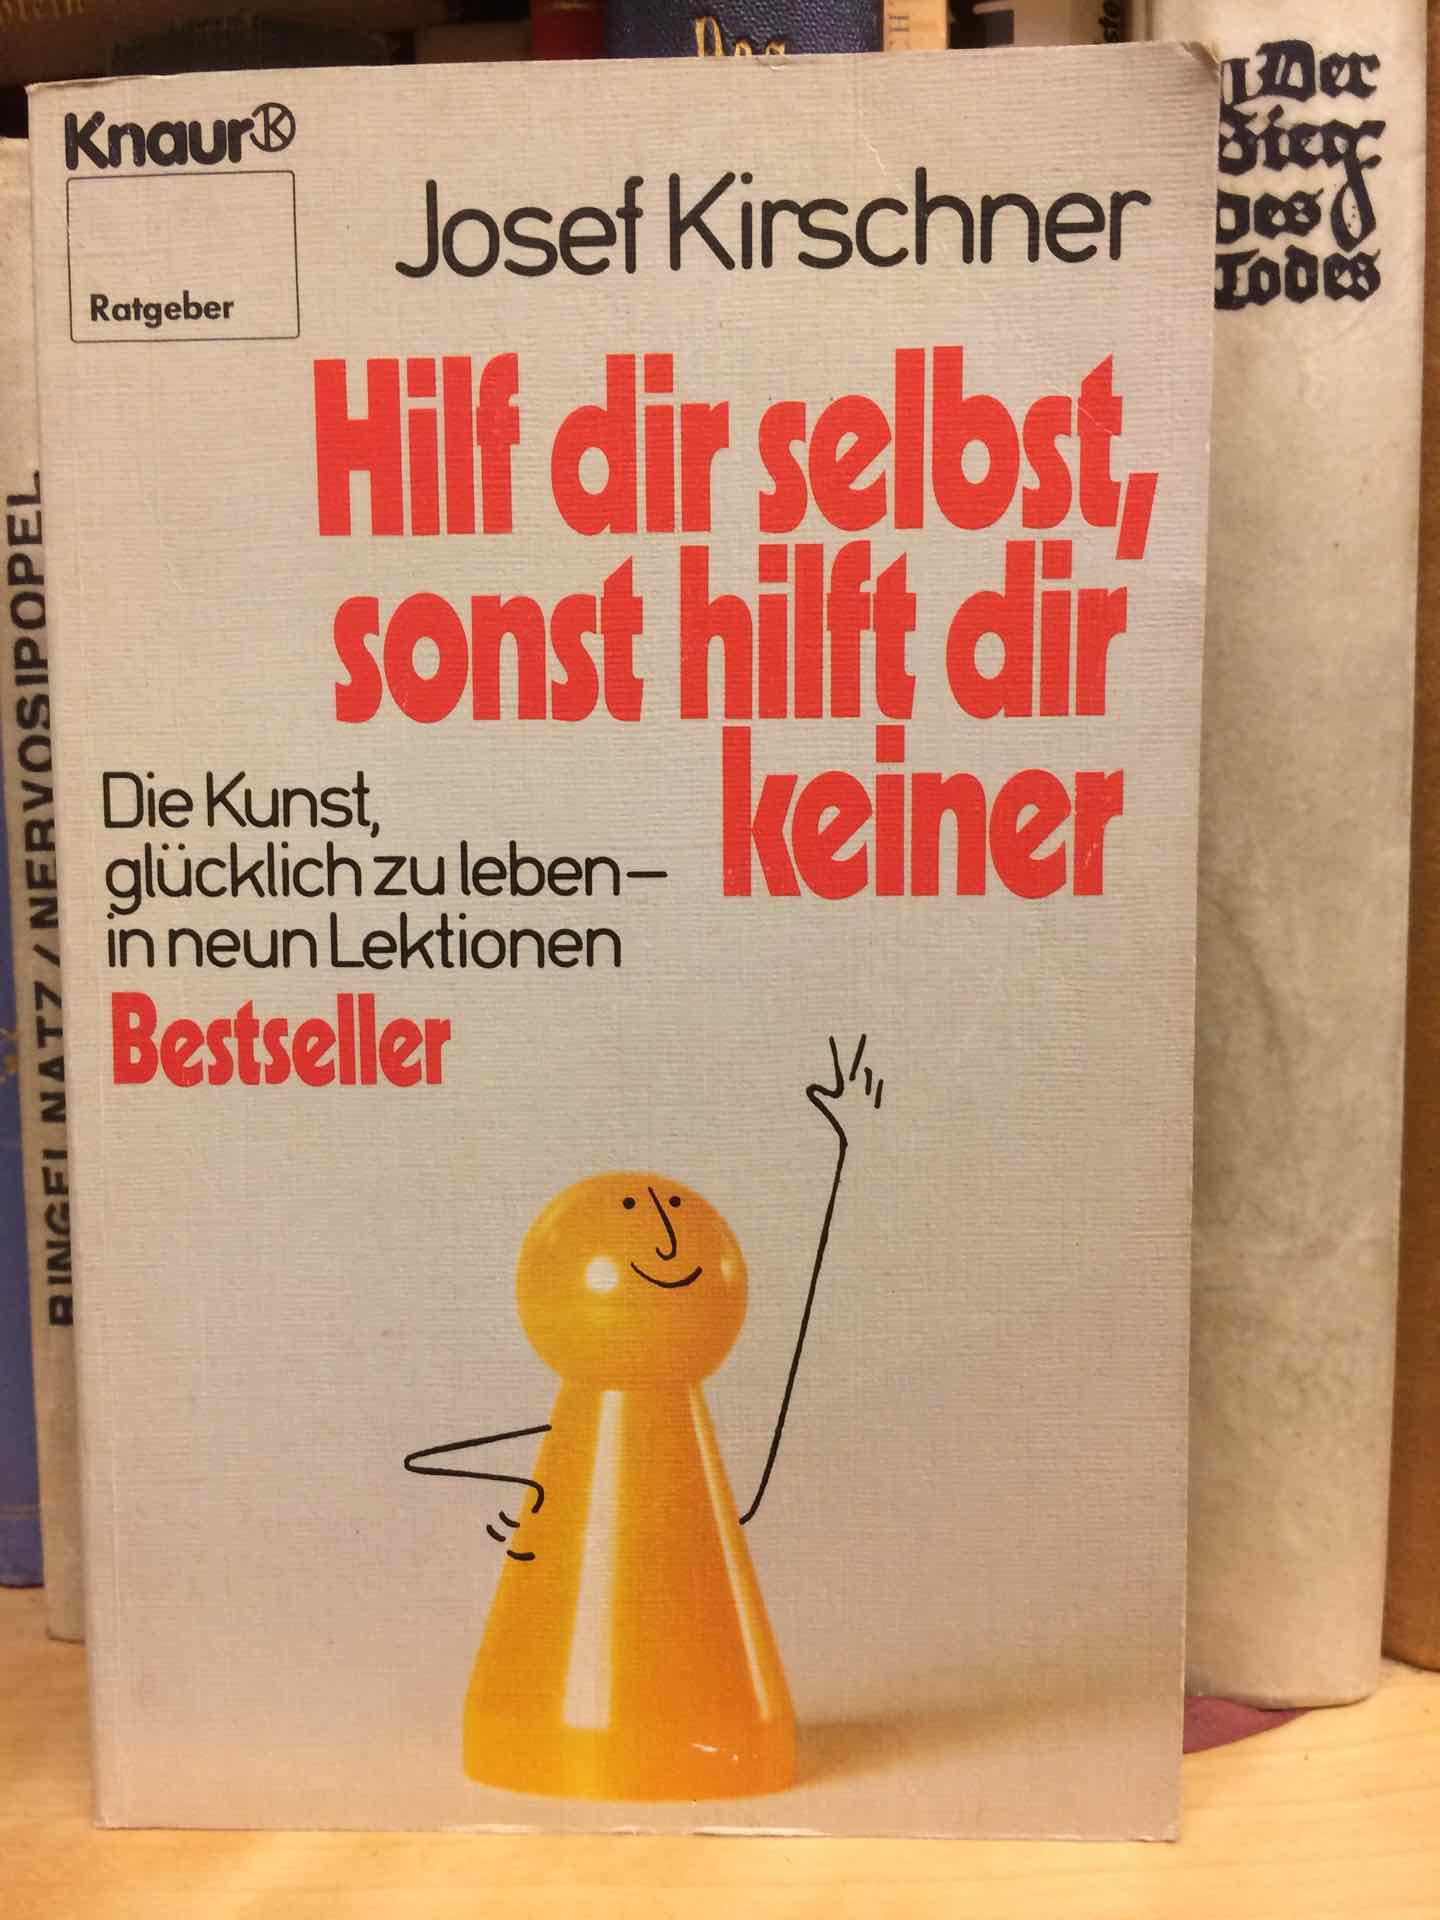 Knaur
Ratgeber
Josef Kirschner
Hilf dir selbst,
sonst hilft dir
keiner
Die Kunst,
glücklich zu leben–
in neun Lektionen
Bestseller
RINGELNATZ / NERVOSIPOPEL
Das
Der
Sieg
des
Todes